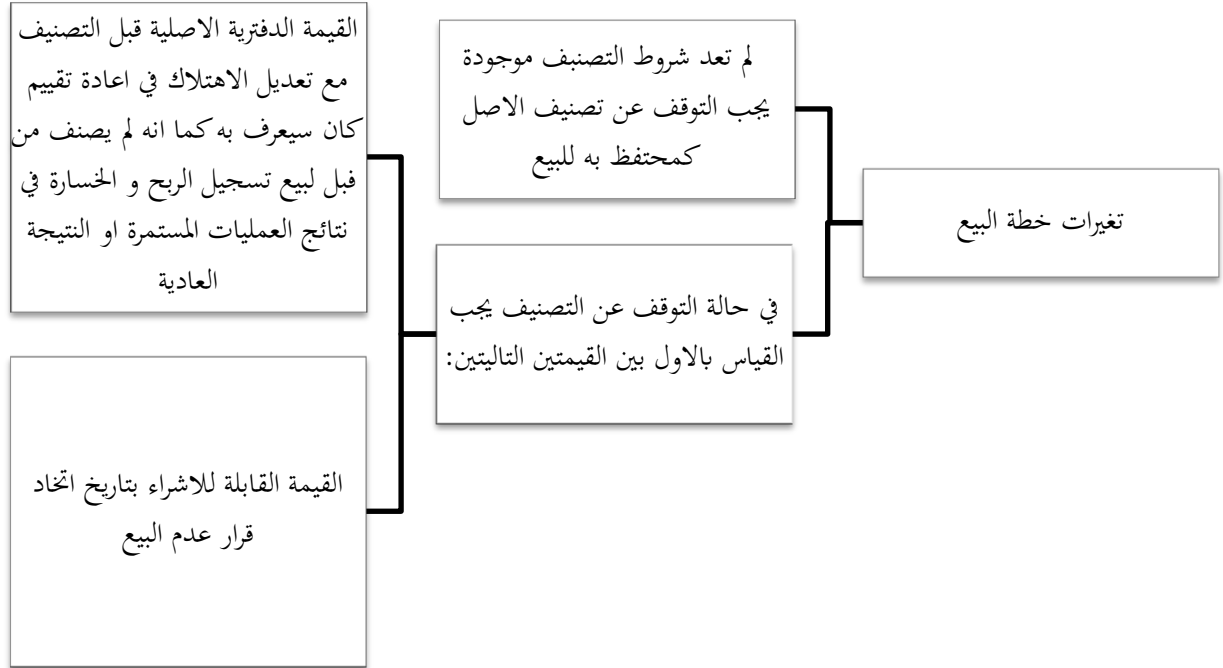 تغيرات خطة البيع
لم تعد شروط التصنبف موجودة
يجب التوقف عن تصنيف الاصل
كمحتفظ به للبيع
في حالة التوقف عن التصنيف يجب
القياس بالاول بين القيمتين التاليتين:
القيمة الدفترية الاصلية قبل التصنيف
مع تعديل الاهتلاك في اعادة تقييم
كان سيعرف به كما انه لم يصنف من
فبل لبيع تسجيل الربح و الخسارة في
نتائج العمليات المستمرة او النتيجة
العادية
القيمة القابلة للاشراء بتاريخ اتخاد
قرار عدم البيع